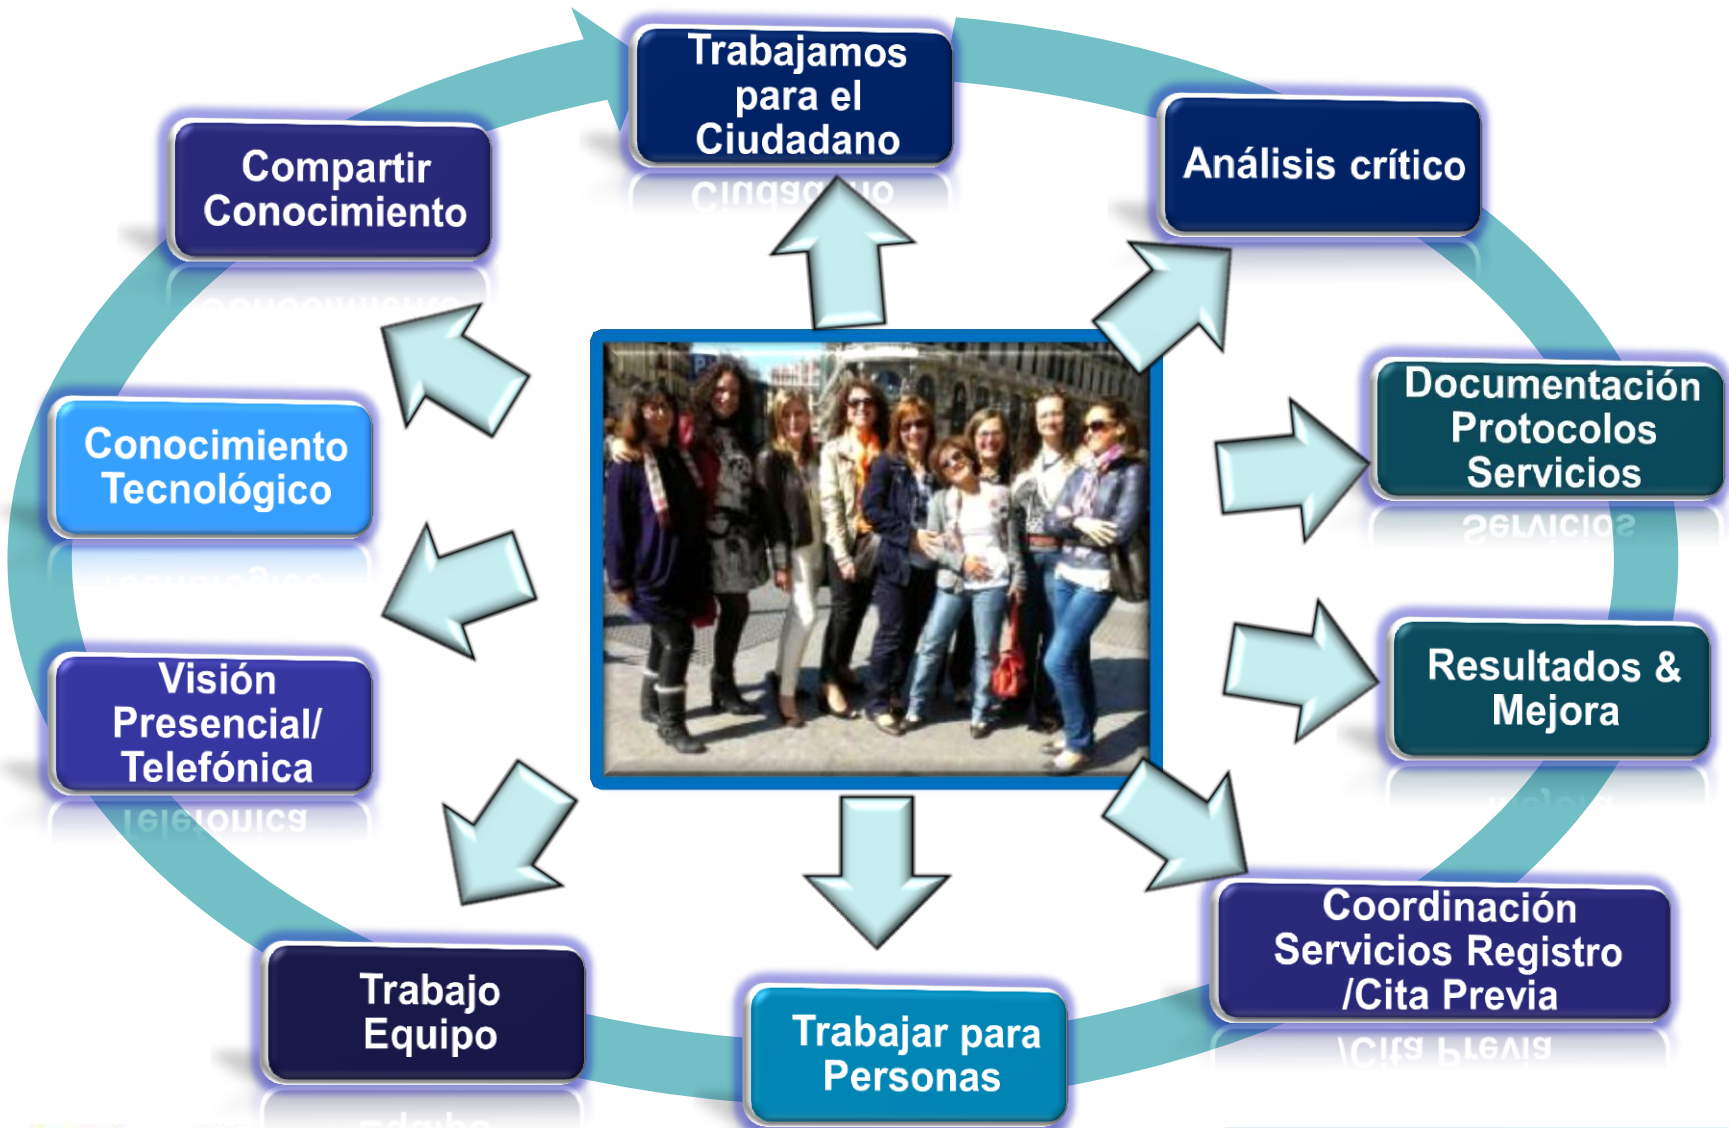 Trabajamos
para el
Ciudadano
Análisis crítico
Documentación
Protocolos
Servicios
Resultados &
Mejora
Coordinación
Servicios Registro
/Cita Previa
Trabajar para
Personas
Trabajo
Equipo
Visión
Presencial/
Telefónica
Conocimiento
Tecnológico
Compartir
Conocimiento